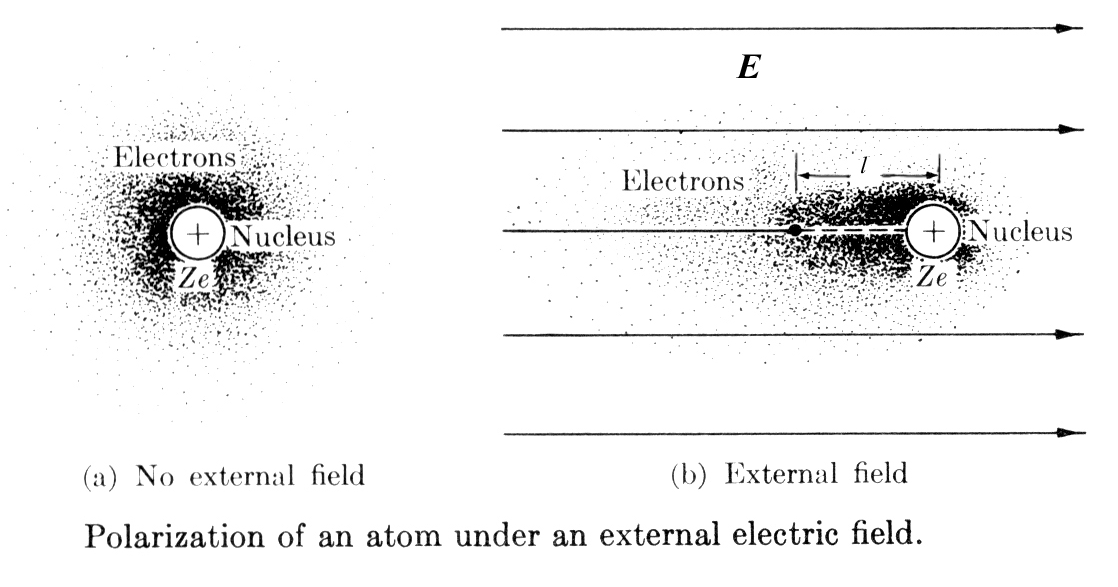 Electrons
+
Nucleus
Ze
(a) No external field
E
l
Electrons
+
Nucleus
Ze
(b) External field
Polarization of an atom under an external electric field.